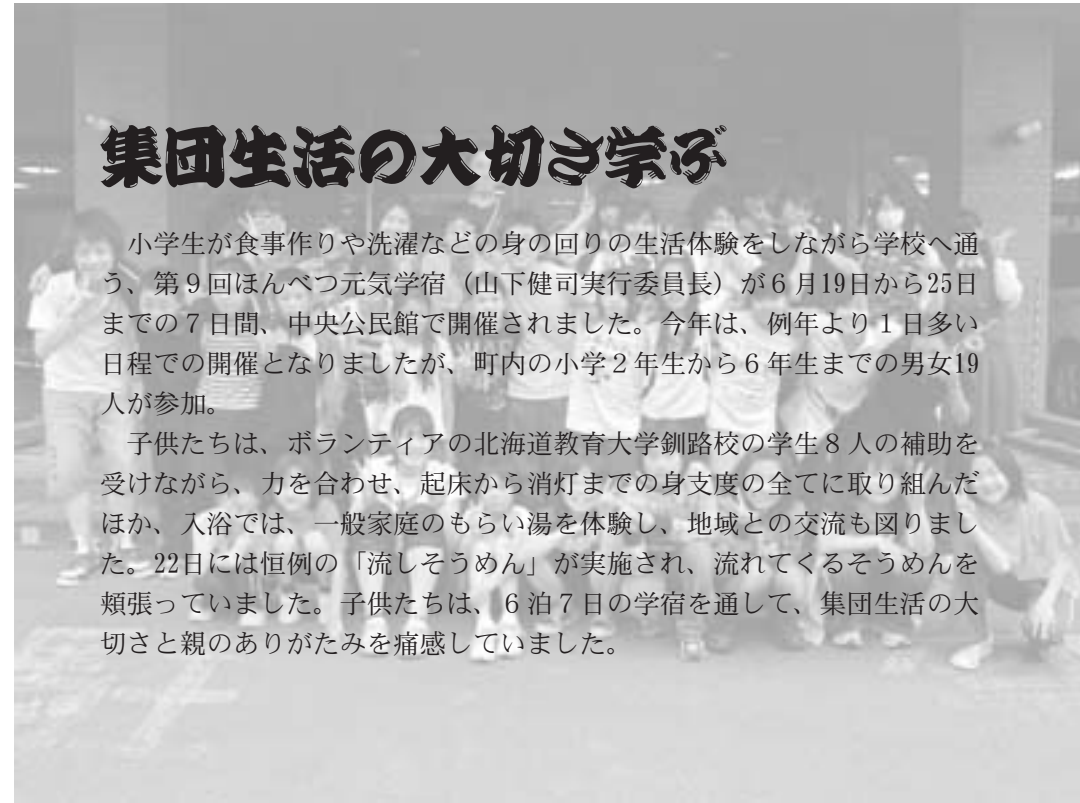 集団生活の大切さ学ぶ
　小学生が食事作りや洗濯などの身の回りの生活体験をしながら学校へ通
う、第９回ほんべつ元気学宿（山下健司実行委員長）が６月19日から25日
までの７日間、中央公民館で開催されました。今年は、例年より１日多い
日程での開催となりましたが、町内の小学２年生から６年生までの男女19
人が参加。
　子供たちは、ボランティアの北海道教育大学釧路校の学生８人の補助を
受けながら、力を合わせ、起床から消灯までの身支度の全てに取り組んだ
ほか、入浴では、一般家庭のもらい湯を体験し、地域との交流も図りまし
た。22日には恒例の「流しそうめん」が実施され、流れてくるそうめんを
頬張っていました。子供たちは、６泊７日の学宿を通して、集団生活の大
切さと親のありがたみを痛感していました。